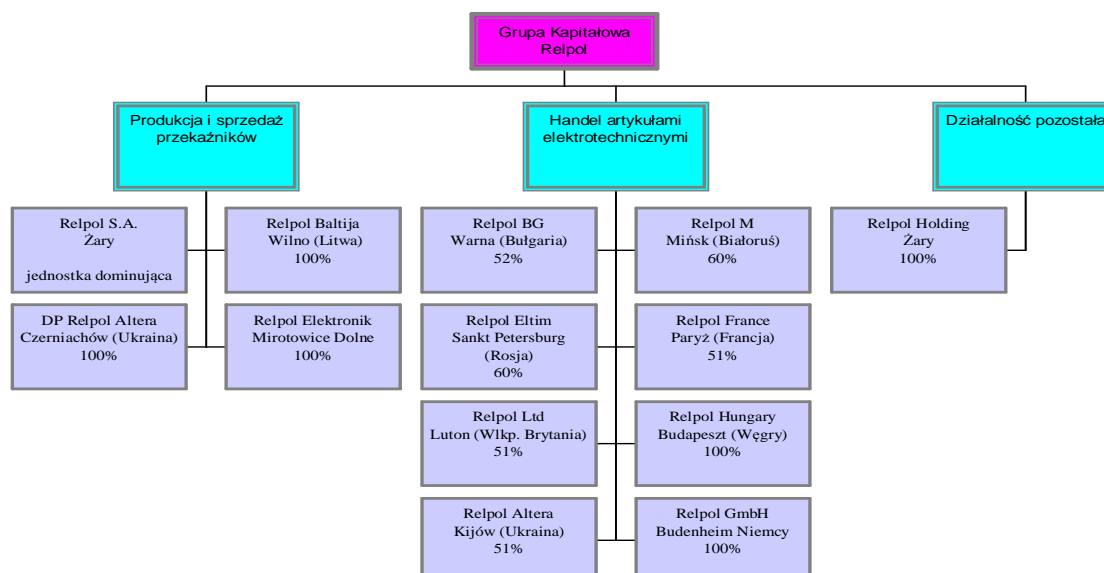 Grupa Kapitałowa
Relpol
Produkcja i sprzedaż
przekaźników
Handel artykułami
elektrotechnicznymi
Działalność pozostała
Relpol S.A.
Żary
jednostka dominująca
Relpol Baltija
Wilno (Litwa)
100%
Relpol BG
Warna (Bułgaria)
52%
Relpol M
Mińsk (Białoruś)
60%
Relpol Holding
Żary
100%
DP Relpol Altera
Czerniachów (Ukraina)
100%
Relpol Elektronik
Mirotowice Dolne
100%
Relpol Eltim
Sankt Petersburg
(Rosja)
60%
Relpol France
Paryż (Francja)
51%
Relpol Ltd
Luton (Wlkp. Brytania)
51%
Relpol Hungary
Budapeszt (Węgry)
100%
Relpol Altera
Kijów (Ukraina)
51%
Relpol GmbH
Budenheim Niemcy
100%